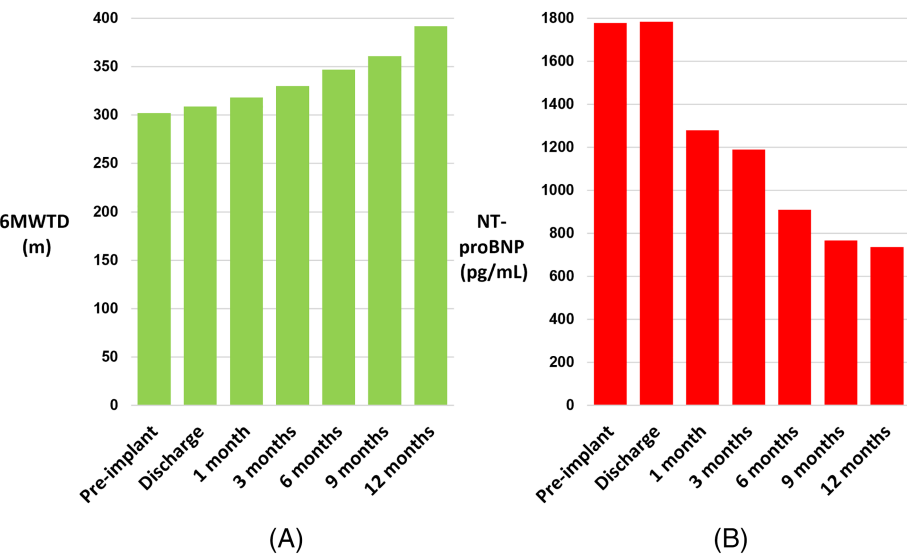 400
350
300
250
200
150
100
50
0
6MWTD
(m)
Pre-implant
Discharge
1 month
3 months
6 months
9 months
12 months
(A)
1800
1600
1400
1200
1000
800
600
400
200
0
NT-
proBNP
(pg/mL)
Pre-implant
Discharge
1 month
3 months
6 months
9 months
12 months
(B)